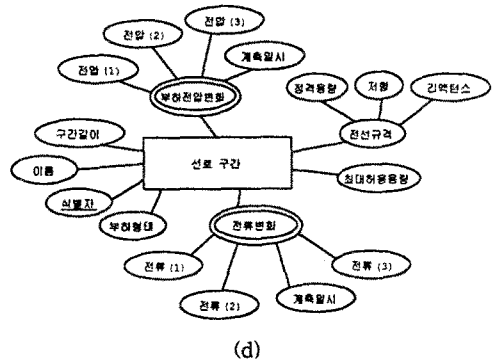 전압 (3)
전압 (2)
계측일시
전압 (1)
부하전압변화
정격용량
저항
리액턴스
구간길이
전선규격
선로 구간
이름
최대허용용량
식별자
부하형태
전류변화
전류 (1)
전류 (3)
전류 (2)
계측일시
(d)